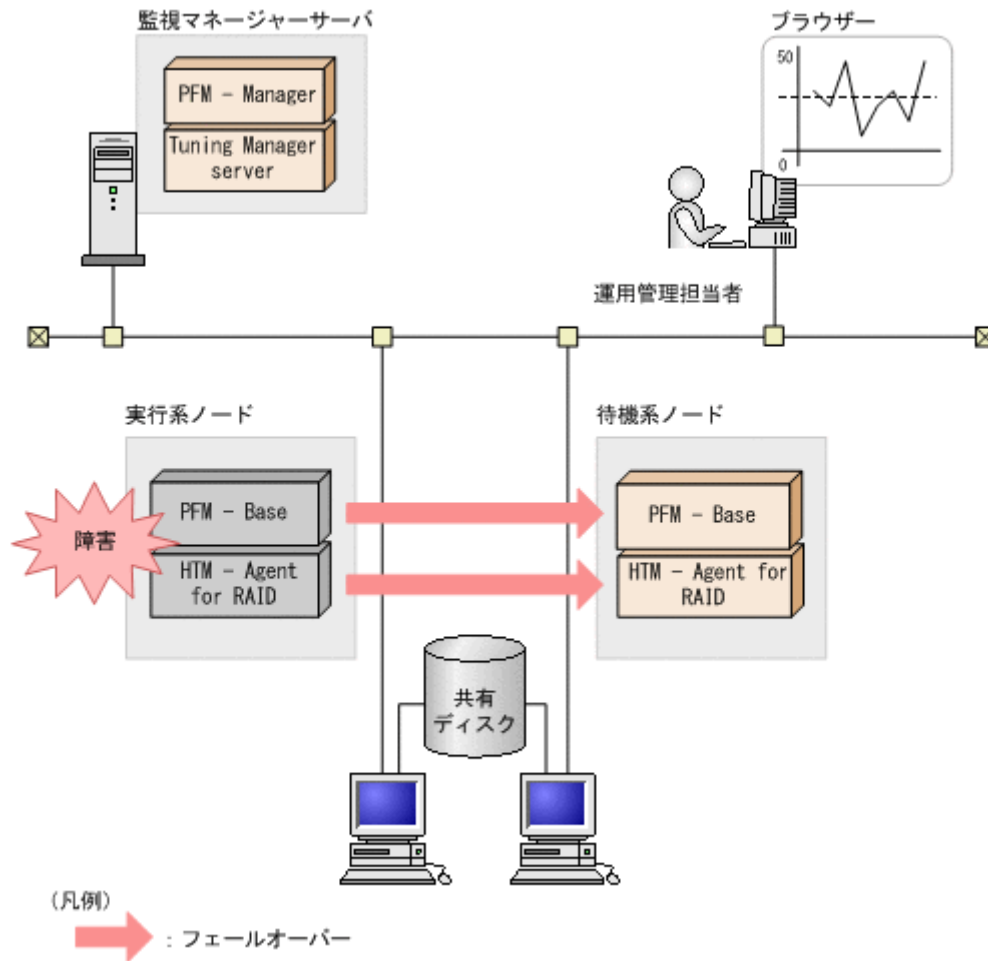 監視マネージャーサーバ
PFM - Manager
Tuning Manager
server
ブラウザー
50
0
運用管理担当者
実行系ノード
障害
PFM - Base
HTM - Agent
for RAID
待機系ノード
PFM - Base
HTM - Agent for
RAID
共有
ディスク
(凡例)
:フェールオーバー